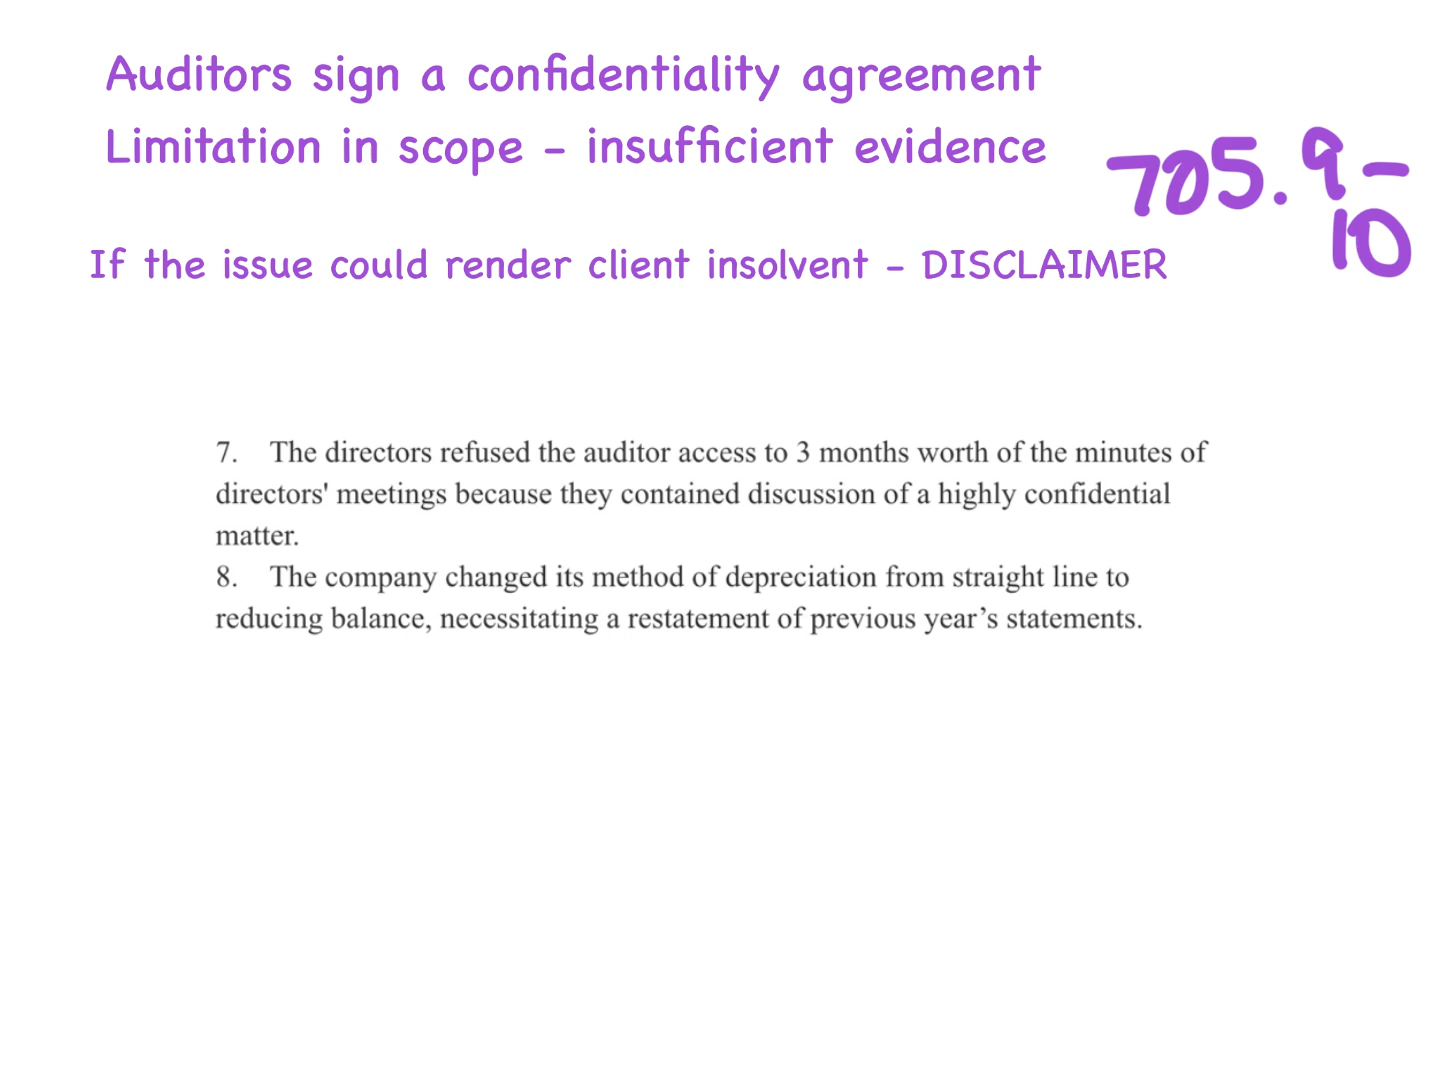 Auditors sign a confidentiality agreement
Limitation in scope - insufficient evidence
705.9-
10
If the issue could render client insolvent - DISCLAIMER
7. The directors refused the auditor access to 3 months worth of the minutes of
directors' meetings because they contained discussion of a highly confidential
matter.
8. The company changed its method of depreciation from straight line to
reducing balance, necessitating a restatement of previous year’s statements.